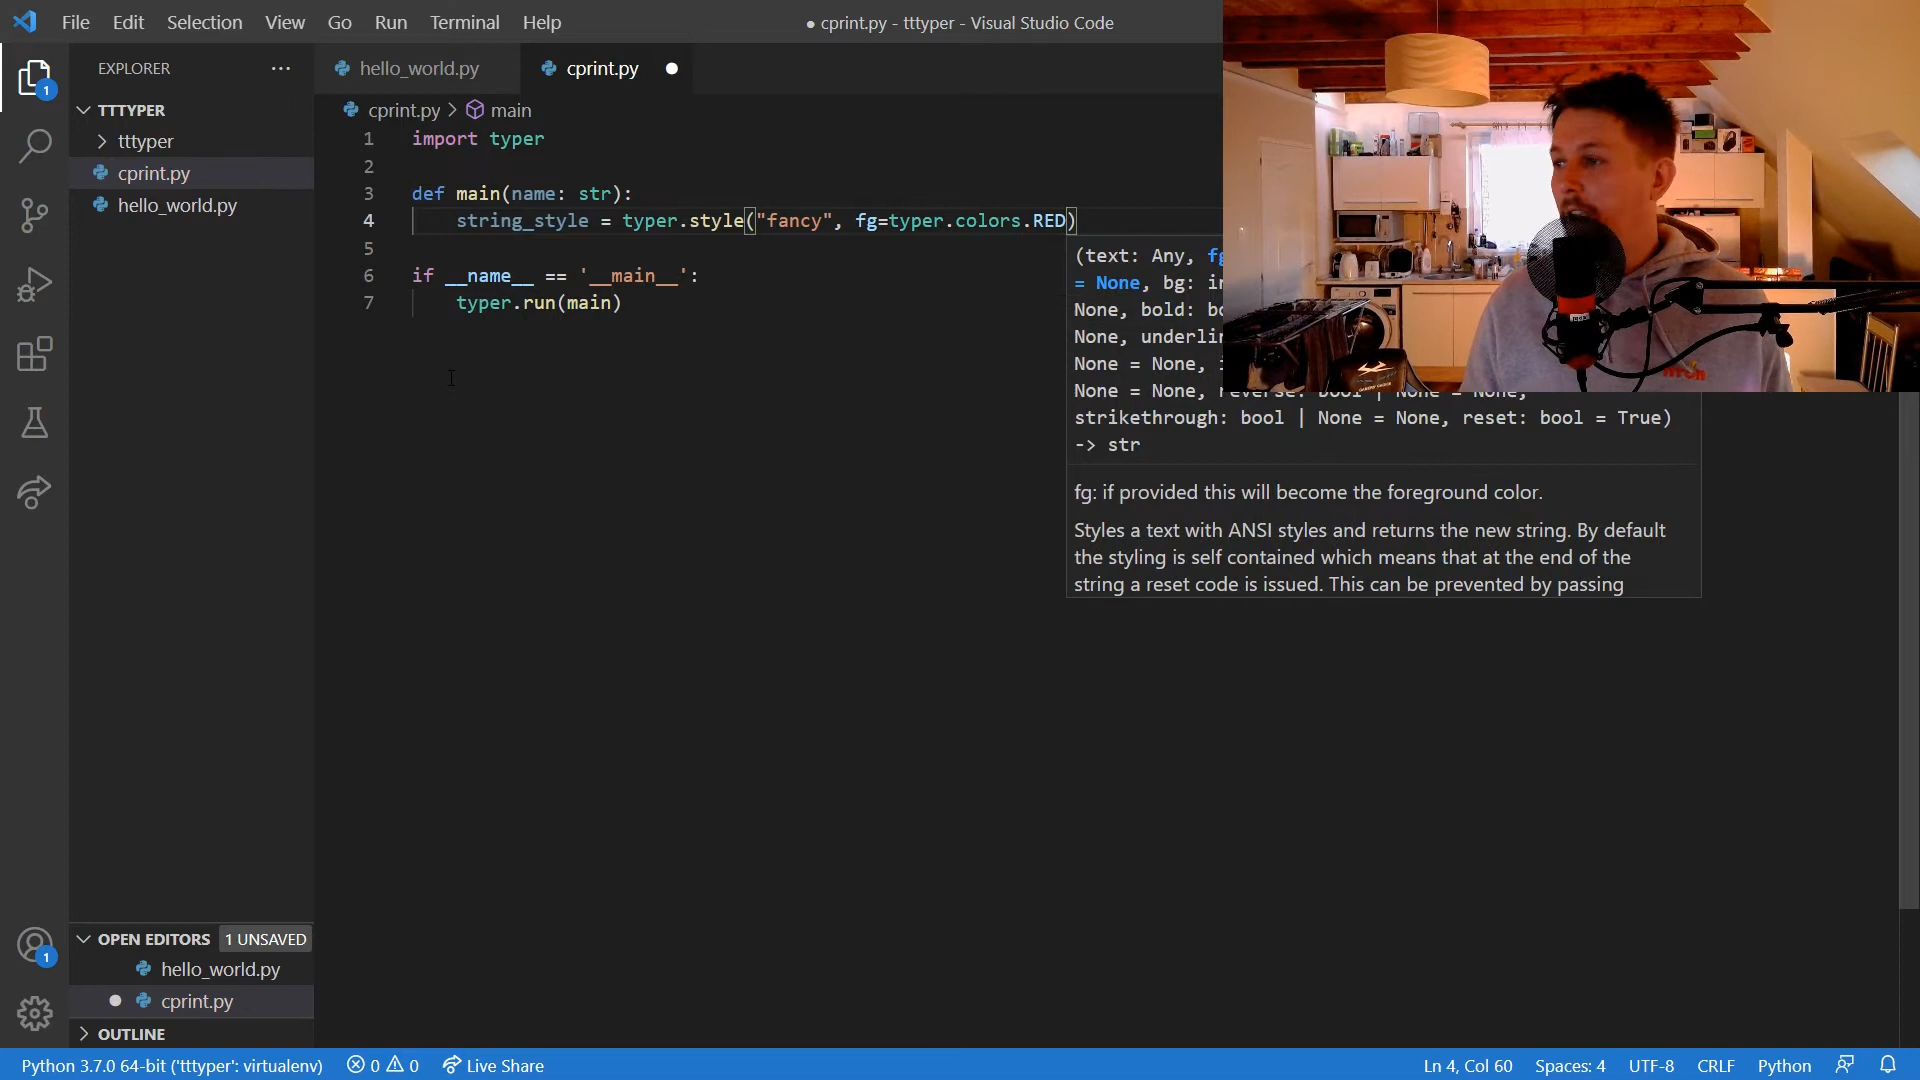 File Edit Selection View Go Run Terminal Help
● cprint.py - tttyper - Visual Studio Code
EXPLORER ···
hello_world.py
cprint.py ●
1
TTTYPER
tttyper
cprint.py
hello_world.py
cprint.py > main
1 import typer
2
3 def main(name: str):
4 string_style = typer.style("fancy", fg=typer.colors.RED)
5
6 if __name__ == '__main__':
7 typer.run(main)
(text: Any, fg
= None, bg:
None, bold:
None,
None = None,
None = None, reverse: bool | None = None,
strikethrough: bool | None = None, reset: bool = True)
-> str
fg: if provided this will become the foreground color.
Styles a text with ANSI styles and returns the new string. By default
the styling is self contained which means that at the end of the
string a reset code is issued. This can be prevented by passing
OPEN EDITORS 1 UNSAVED
hello_world.py
● cprint.py
1
OUTLINE
Python 3.7.0 64-bit ('tttyper': virtualenv) 0 0 Live Share
Ln 4, Col 60 Spaces: 4 UTF-8 CRLF Python